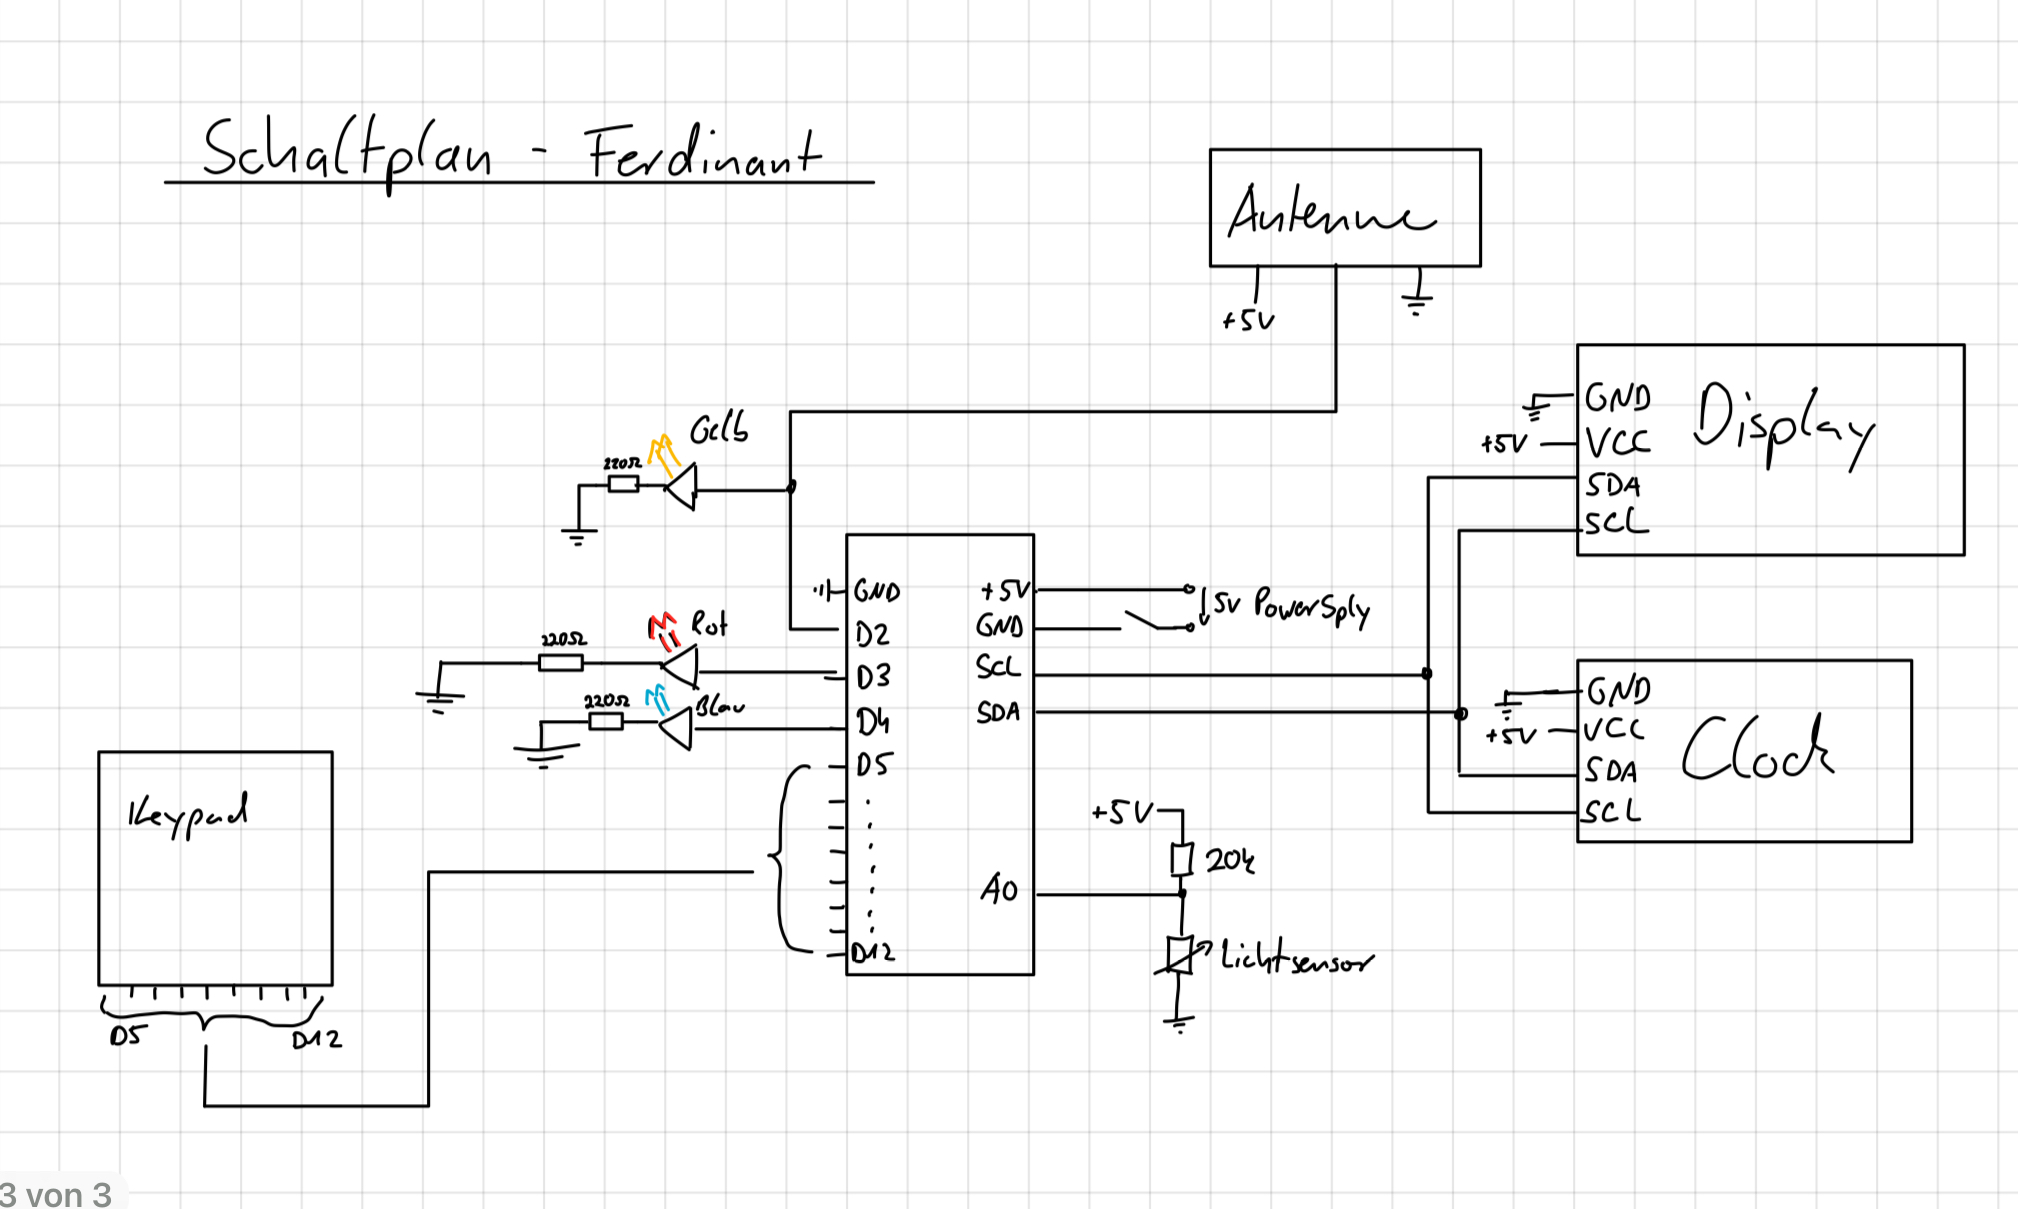 Schaltplan - Ferdinant
Antenne
+5V
Gelb
220Ω
GND
+5V
VCC
SDA
SCL
Display
GND
D2
D3
D4
D5
D12
+5V
GND
SCL
SDA
A0
5V PowerSply
Rot
220Ω
Blau
220Ω
GND
+5V
VCC
SDA
SCL
Clock
Keypad
D5
D12
+5V
20k
Lichtsensor
3 von 3